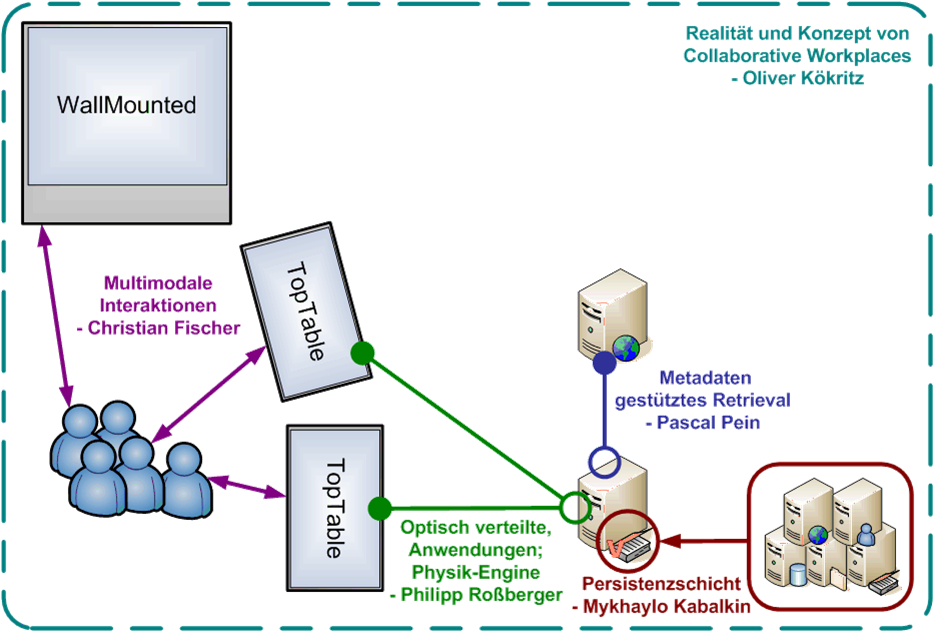 Realität und Konzept von
Collaborative Workplaces
- Oliver Kökritz
WallMounted
Multimodale
Interaktionen
- Christian Fischer
TopTable
Metadaten
gestütztes Retrieval
- Pascal Pein
TopTable
Optisch verteilte,
Anwendungen;
Physik-Engine
- Philipp Roßberger
Persistenzschicht
- Mykhaylo Kabalkin